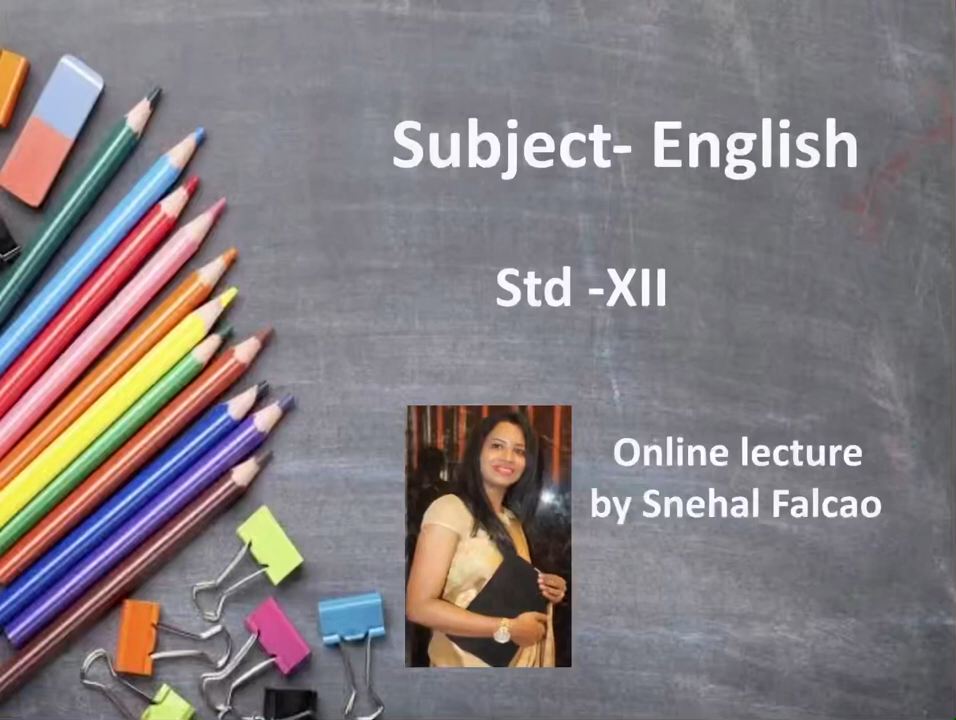 Subject- English
Std -XII
Online lecture
by Snehal Falcao